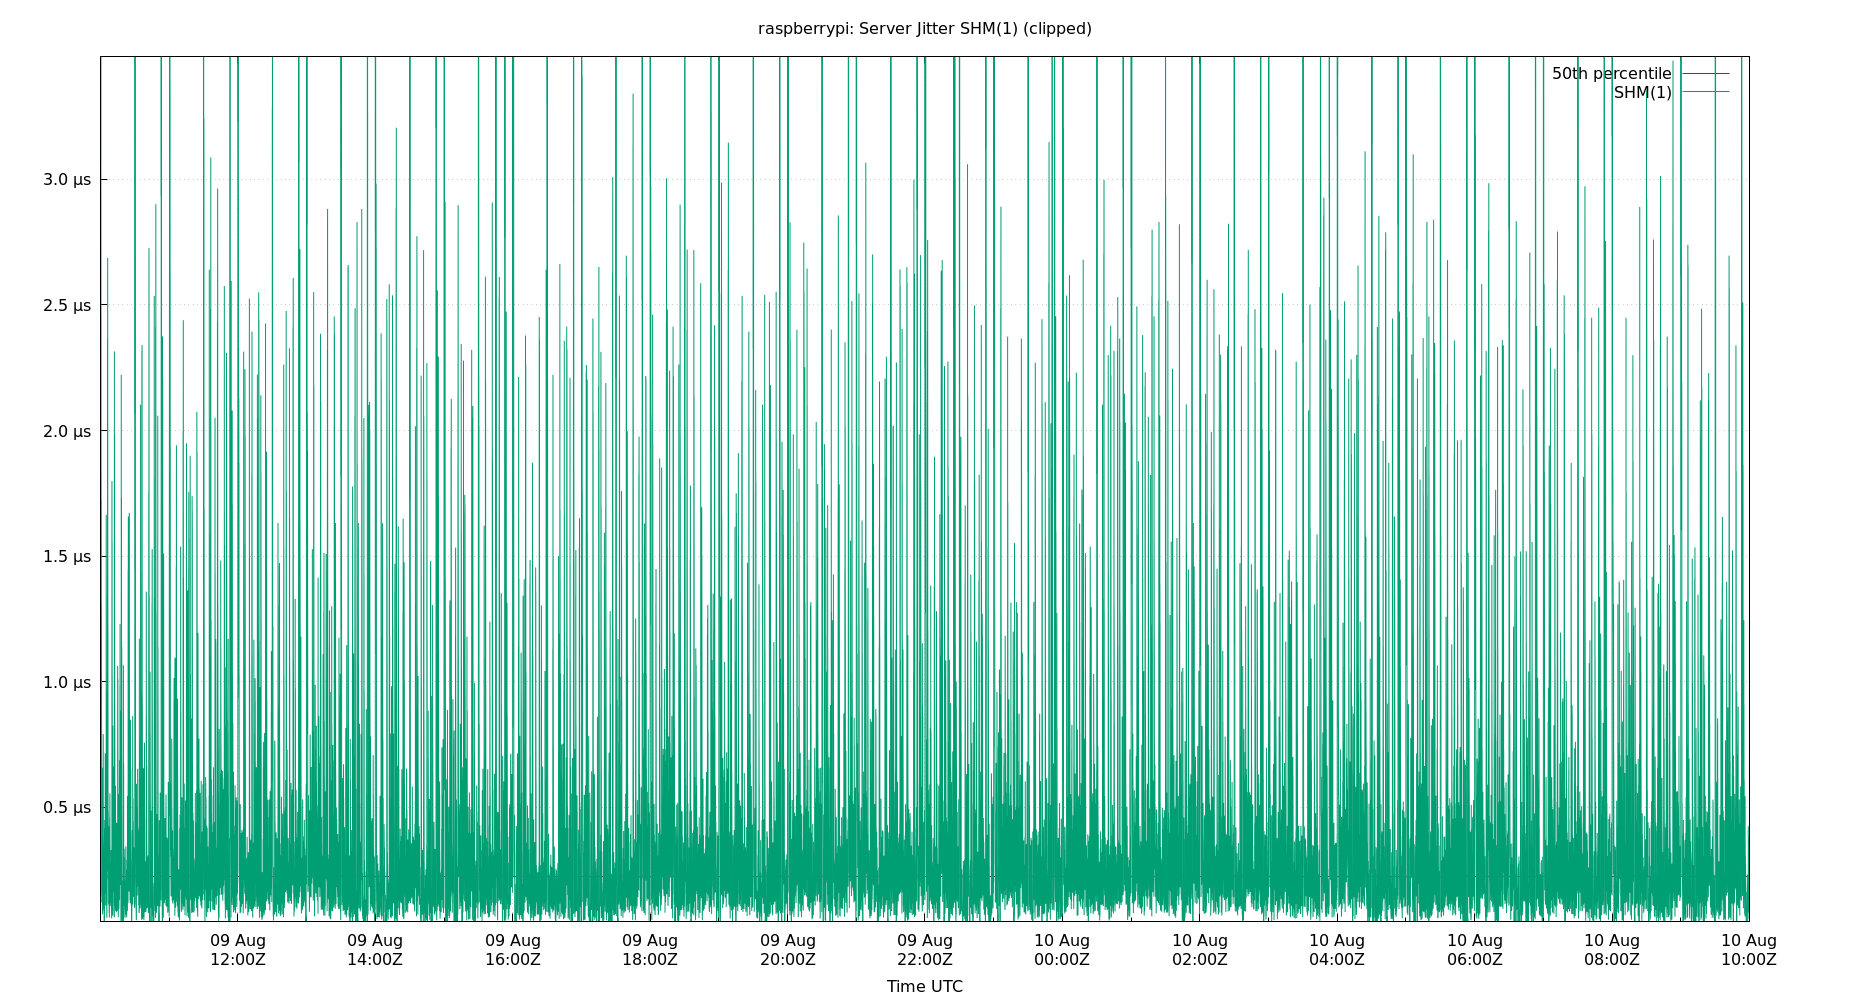 raspberrypi: Server Jitter SHM(1) (clipped)
50th percentile
SHM(1)
3.0 µs
2.5 µs
2.0 µs
1.5 µs
1.0 µs
0.5 µs
09 Aug 09 Aug 09 Aug 09 Aug 09 Aug 09 Aug 10 Aug 10 Aug 10 Aug 10 Aug 10 Aug 10 Aug
12:00Z 14:00Z 16:00Z 18:00Z 20:00Z 22:00Z 00:00Z 02:00Z 04:00Z 06:00Z 08:00Z 10:00Z
Time UTC